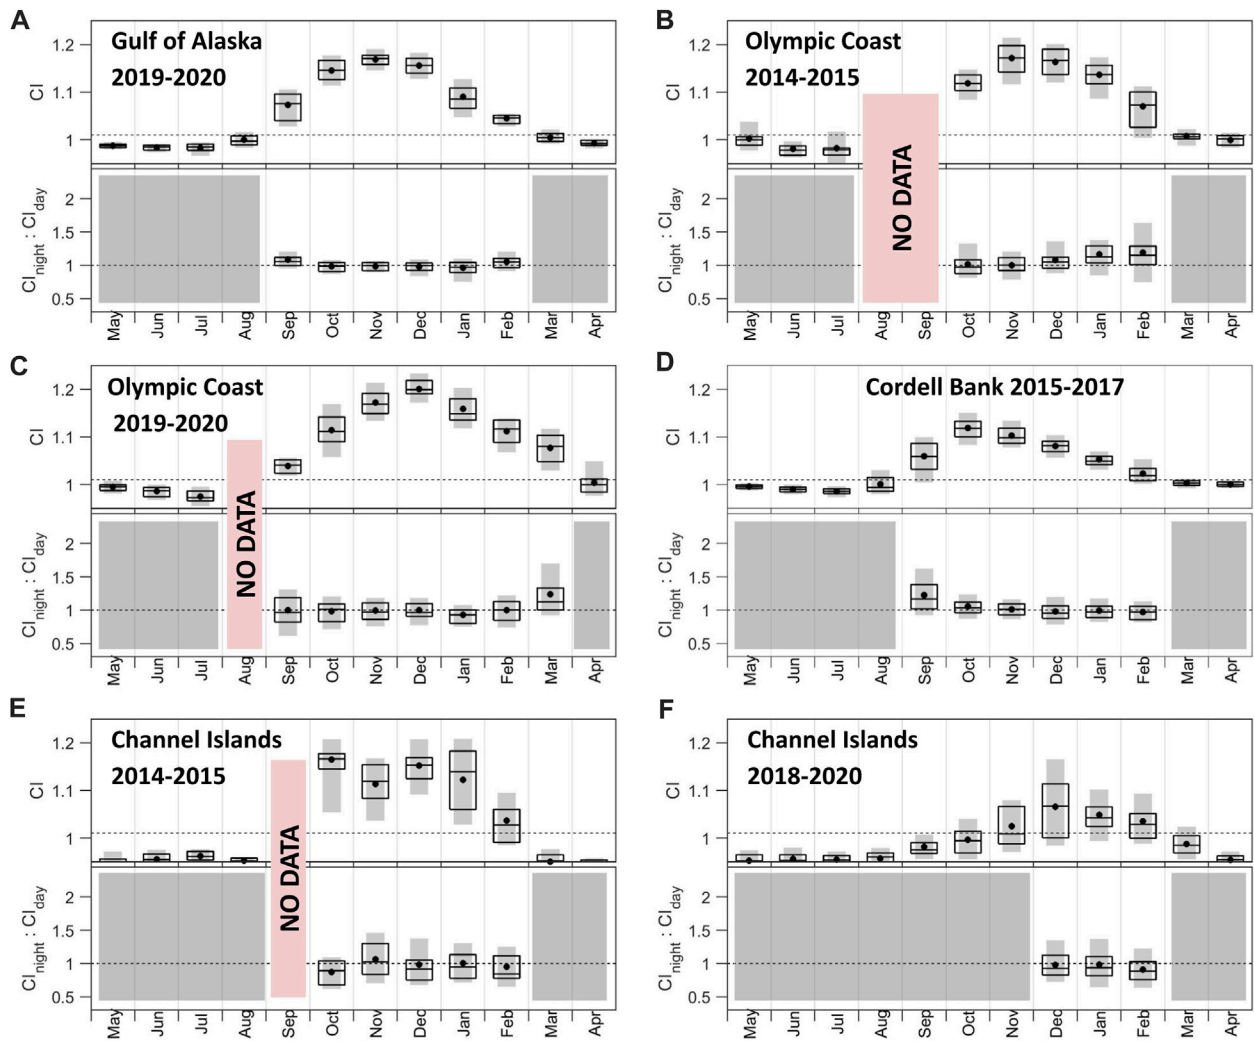 A
Gulf of Alaska
2019-2020
CI
1.2
1.1
1
CInight : CIday
2
1.5
1
0.5
May Jun Jul Aug Sep Oct Nov Dec Jan Feb Mar Apr
B
Olympic Coast
2014-2015
CI
1.2
1.1
1
NO DATA
CInight : CIday
2
1.5
1
0.5
May Jun Jul Aug Sep Oct Nov Dec Jan Feb Mar Apr
C
Olympic Coast
2019-2020
CI
1.2
1.1
1
NO DATA
CInight : CIday
2
1.5
1
0.5
May Jun Jul Aug Sep Oct Nov Dec Jan Feb Mar Apr
D
Cordell Bank 2015-2017
CI
1.2
1.1
1
CInight : CIday
2
1.5
1
0.5
May Jun Jul Aug Sep Oct Nov Dec Jan Feb Mar Apr
E
Channel Islands
2014-2015
CI
1.2
1.1
1
NO DATA
CInight : CIday
2
1.5
1
0.5
May Jun Jul Aug Sep Oct Nov Dec Jan Feb Mar Apr
F
Channel Islands
2018-2020
CI
1.2
1.1
1
CInight : CIday
2
1.5
1
0.5
May Jun Jul Aug Sep Oct Nov Dec Jan Feb Mar Apr